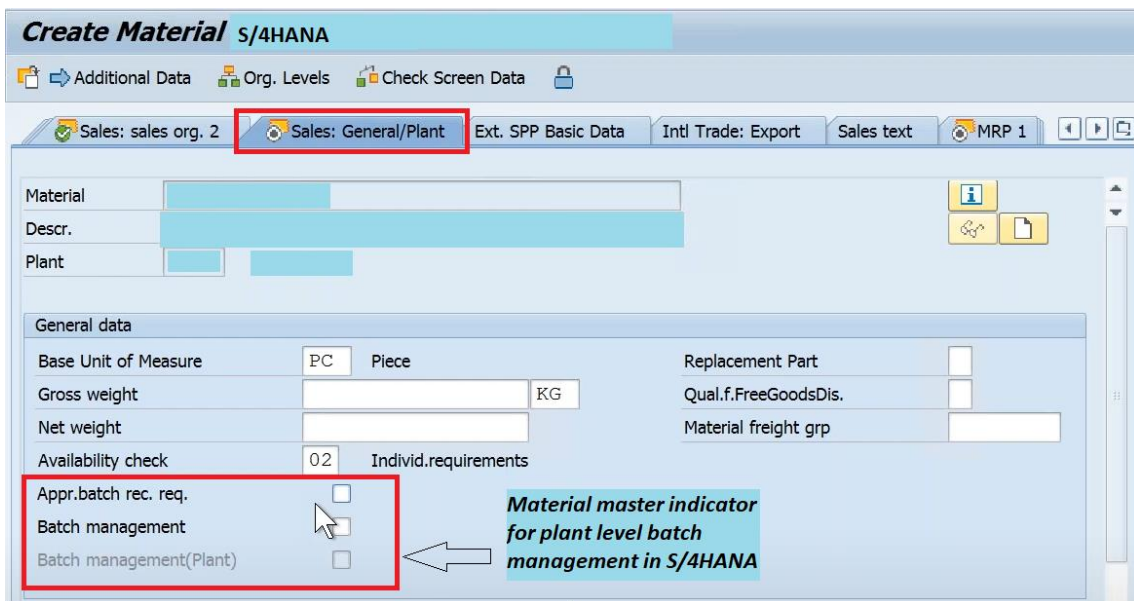 Create Material S/4HANA
Additional Data Org. Levels Check Screen Data
Sales: sales org. 2 Sales: General/Plant Ext. SPP Basic Data Intl Trade: Export Sales text MRP 1
Material
Descr.
Plant
General data
Base Unit of Measure PC Piece Replacement Part
Gross weight KG Qual.f.FreeGoodsDis.
Net weight Material freight grp
Availability check 02 Individ.requirements
Appr.batch rec. req.
Batch management
Batch management(Plant)
Material master indicator
for plant level batch
management in S/4HANA